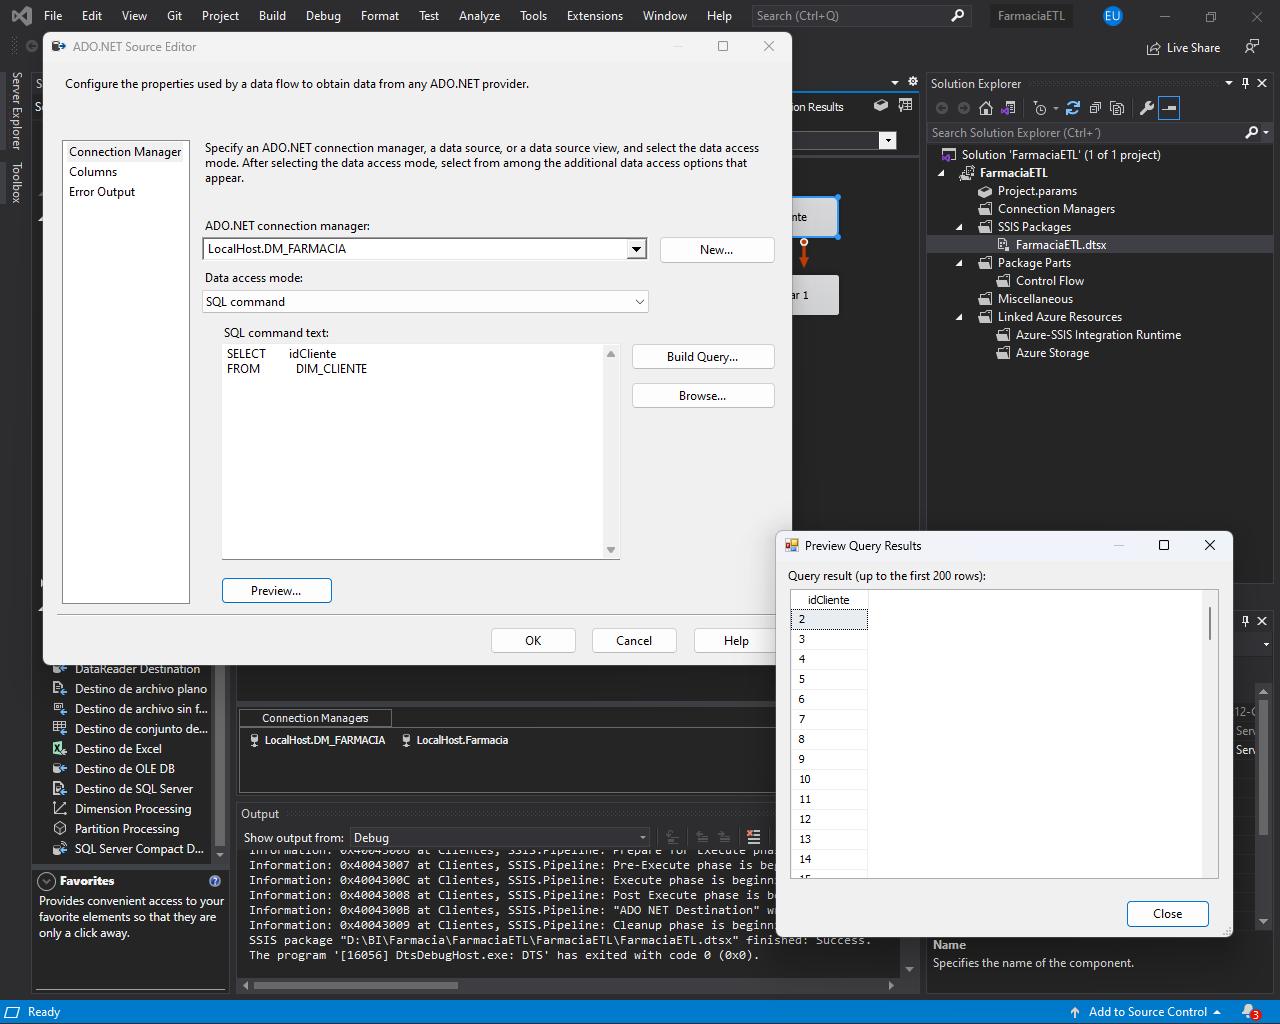 File Edit View Git Project Build Debug Format Test Analyze Tools Extensions Window Help Search (Ctrl+Q) FarmaciaETL EU
Live Share
ADO.NET Source Editor
Configure the properties used by a data flow to obtain data from any ADO.NET provider.
Connection Manager
Columns
Error Output
Specify an ADO.NET connection manager, a data source, or a data source view, and select the data access
mode. After selecting the data access mode, select from among the additional data access options that
appear.
ADO.NET connection manager:
LocalHost.DM_FARMACIA
New...
Data access mode:
SQL command
SQL command text:
SELECT idCliente
FROM DIM_CLIENTE
Build Query...
Browse...
Preview...
OK Cancel Help
Server Explorer
Toolbox
on Results
nte
ar 1
Solution Explorer
Search Solution Explorer (Ctrl+´)
Solution 'FarmaciaETL' (1 of 1 project)
FarmaciaETL
Project.params
Connection Managers
SSIS Packages
FarmaciaETL.dtsx
Package Parts
Control Flow
Miscellaneous
Linked Azure Resources
Azure-SSIS Integration Runtime
Azure Storage
Preview Query Results
Query result (up to the first 200 rows):
idCliente
2
3
4
5
6
7
8
9
10
11
12
13
14
15
Close
DataReader Destination
Destino de archivo plano
Destino de archivo sin f...
Destino de conjunto de...
Destino de Excel
Destino de OLE DB
Destino de SQL Server
Dimension Processing
Partition Processing
SQL Server Compact D...
Favorites
Provides convenient access to your
favorite elements so that they are
only a click away.
Connection Managers
LocalHost.DM_FARMACIA LocalHost.Farmacia
Output
Show output from: Debug
Information: 0x40043006 at Clientes, SSIS.Pipeline: Prepare for Execute pha
Information: 0x40043007 at Clientes, SSIS.Pipeline: Pre-Execute phase is beg
Information: 0x4004300C at Clientes, SSIS.Pipeline: Execute phase is beginni
Information: 0x40043008 at Clientes, SSIS.Pipeline: Post Execute phase is be
Information: 0x4004300B at Clientes, SSIS.Pipeline: "ADO NET Destination" w
Information: 0x40043009 at Clientes, SSIS.Pipeline: Cleanup phase is beginni
SSIS package "D:\BI\Farmacia\FarmaciaETL\FarmaciaETL\FarmaciaETL.dtsx" finished: Success.
The program '[16056] DtsDebugHost.exe: DTS' has exited with code 0 (0x0).
12-C
Serv
Serv
Name
Specifies the name of the component.
Ready
Add to Source Control
3